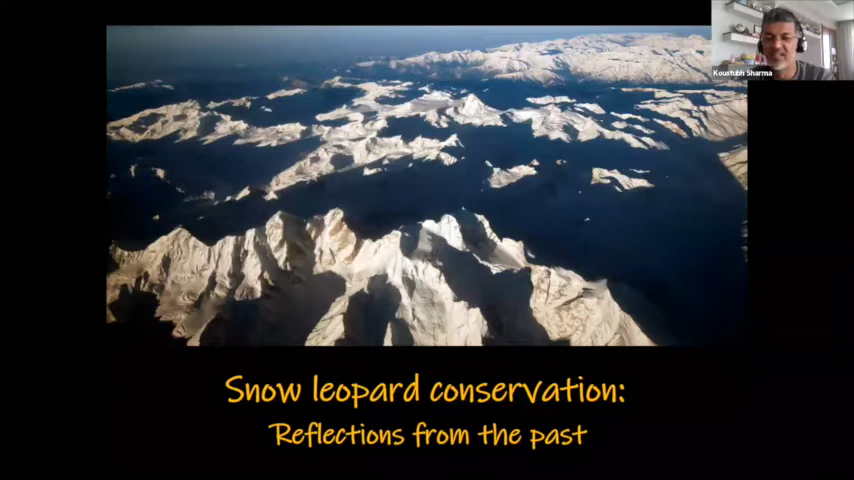 Koustubh Sharma
Snow leopard conservation:
Reflections from the past